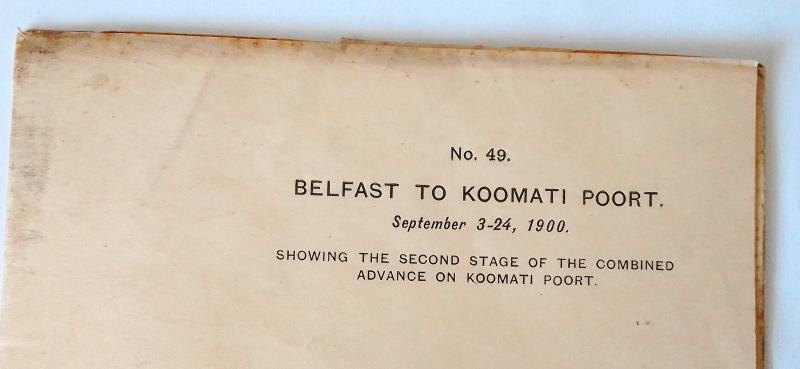 No. 49.
BELFAST TO KOOMATI POORT.
September 3-24, 1900.
SHOWING THE SECOND STAGE OF THE COMBINED
ADVANCE ON KOOMATI POORT.